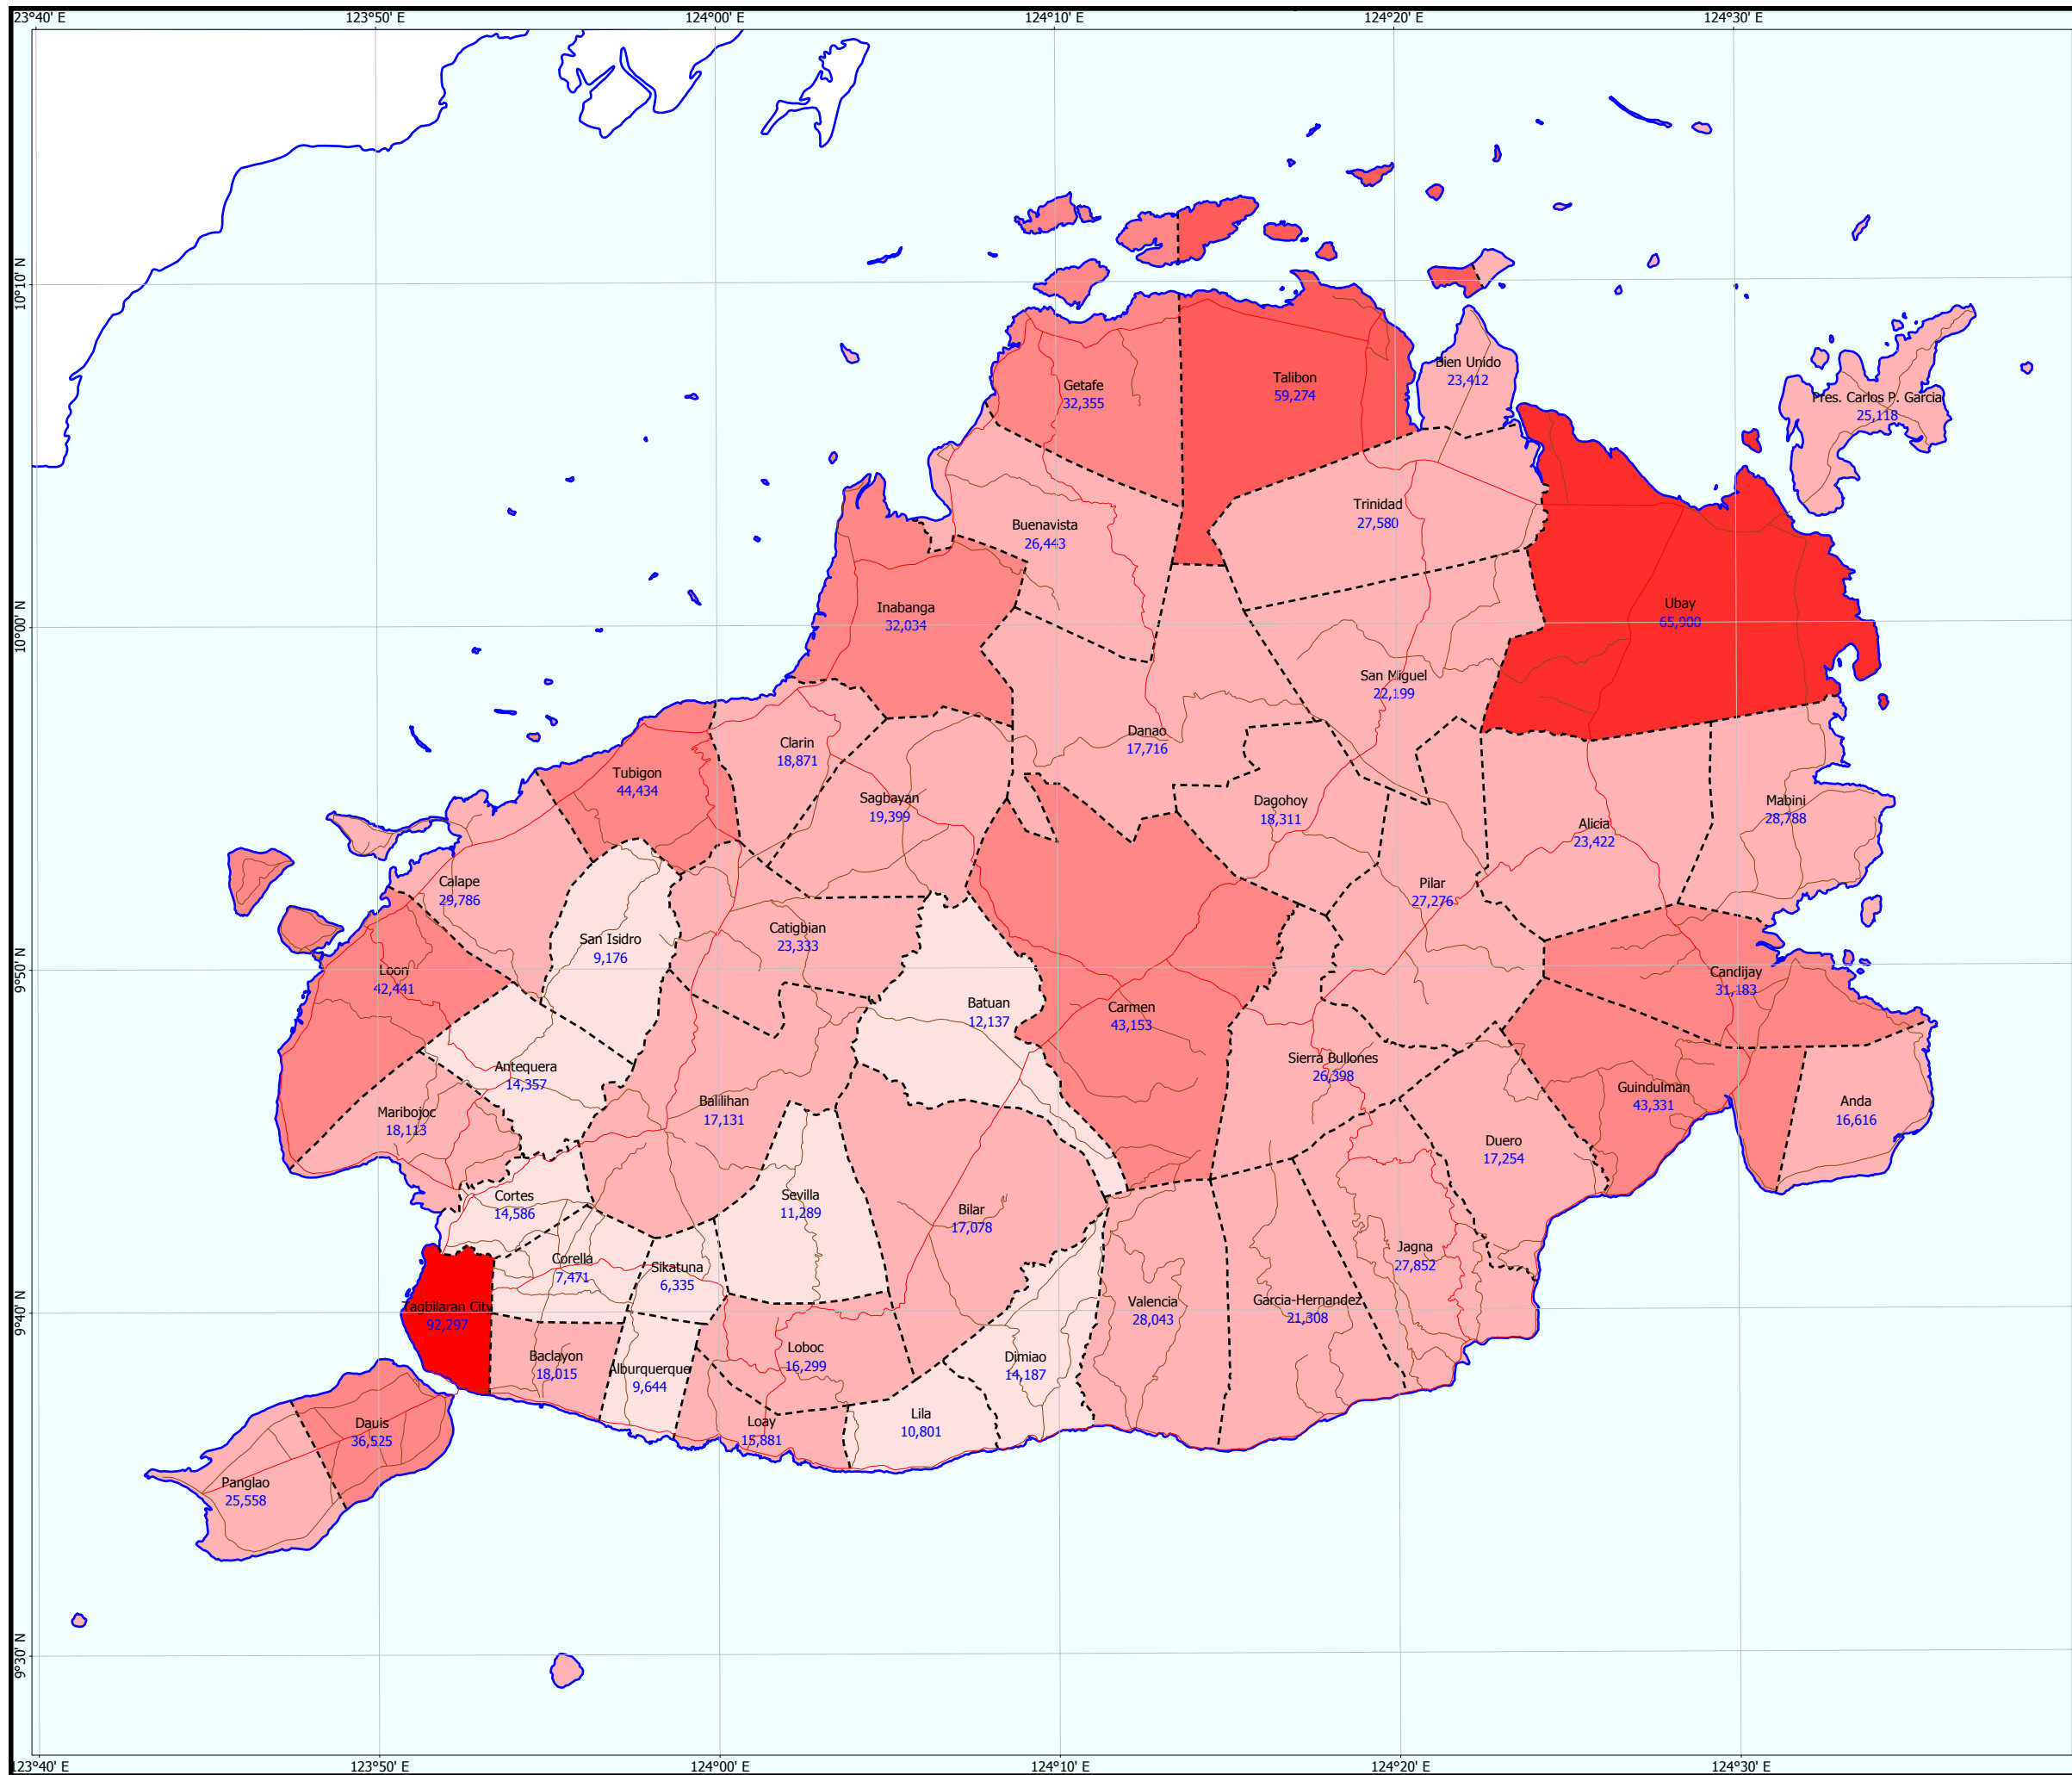 23°40' E
123°50' E
124°00' E
124°10' E
124°20' E
124°30' E
10°10' N
10°00' N
9°50' N
9°40' N
9°30' N
Bien Unido
23,412
Getafe
32,355
Talibon
59,274
Pres. Carlos P. Garcia
25,118
Trinidad
27,580
Buenavista
26,443
Inabanga
32,034
Ubay
65,900
San Miguel
22,199
Danao
17,716
Clarin
18,871
Tubigon
44,434
Sagbayan
19,399
Dagohoy
18,311
Mabini
28,788
Alicia
23,422
Calape
29,786
Pilar
27,276
Catigbian
23,333
San Isidro
9,176
Loon
42,441
Candijay
31,183
Batuan
12,137
Carmen
43,153
Sierra Bullones
26,398
Antequera
14,357
Guindulman
43,331
Balilihan
17,131
Anda
16,616
Maribojoc
18,113
Duero
17,254
Cortes
14,586
Sevilla
11,289
Bilar
17,078
Jagna
27,852
Corella
7,471
Sikatuna
6,335
Tagbilaran City
92,297
Valencia
28,043
Garcia-Hernandez
21,308
Loboc
16,299
Baclayon
18,015
Dimiao
14,187
Alburquerque
9,644
Lila
10,801
Loay
15,881
Dauis
36,525
Panglao
25,558
123°40' E
123°50' E
124°00' E
124°10' E
124°20' E
124°30' E